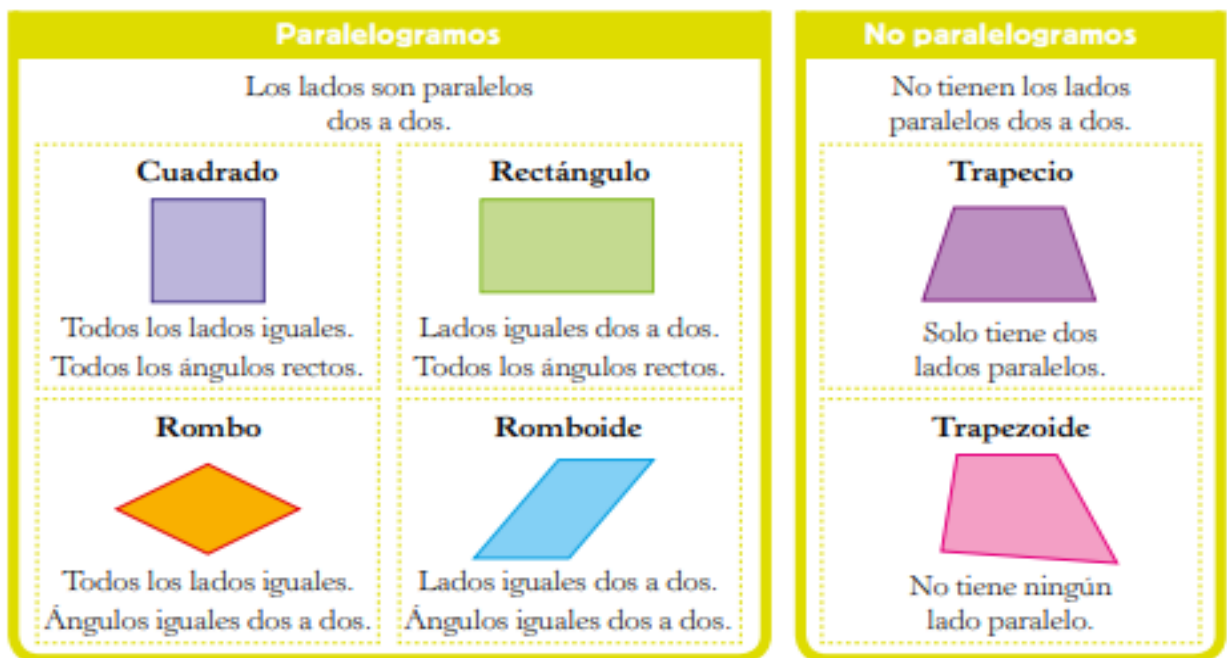 Paralelogramos
Los lados son paralelos
dos a dos.
Cuadrado
Todos los lados iguales.
Todos los ángulos rectos.
Rectángulo
Lados iguales dos a dos.
Todos los ángulos rectos.
Rombo
Todos los lados iguales.
Ángulos iguales dos a dos.
Romboide
Lados iguales dos a dos.
Ángulos iguales dos a dos.
No paralelogramos
No tienen los lados
paralelos dos a dos.
Trapecio
Solo tiene dos
lados paralelos.
Trapezoide
No tiene ningún
lado paralelo.